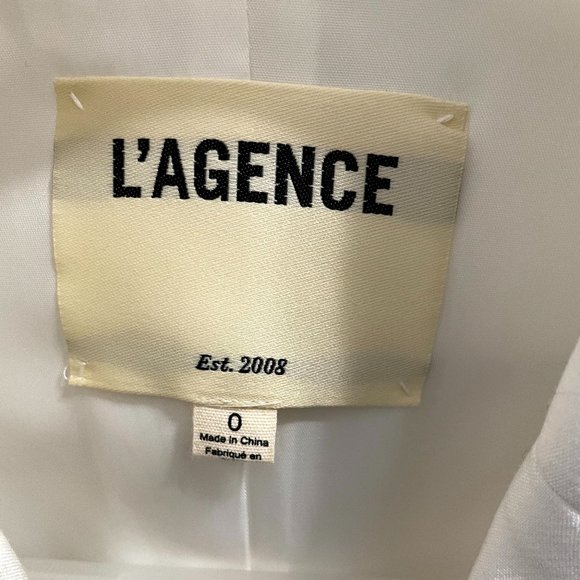 L'AGENCE
Est. 2008
0
Made in China
Fabriqué en